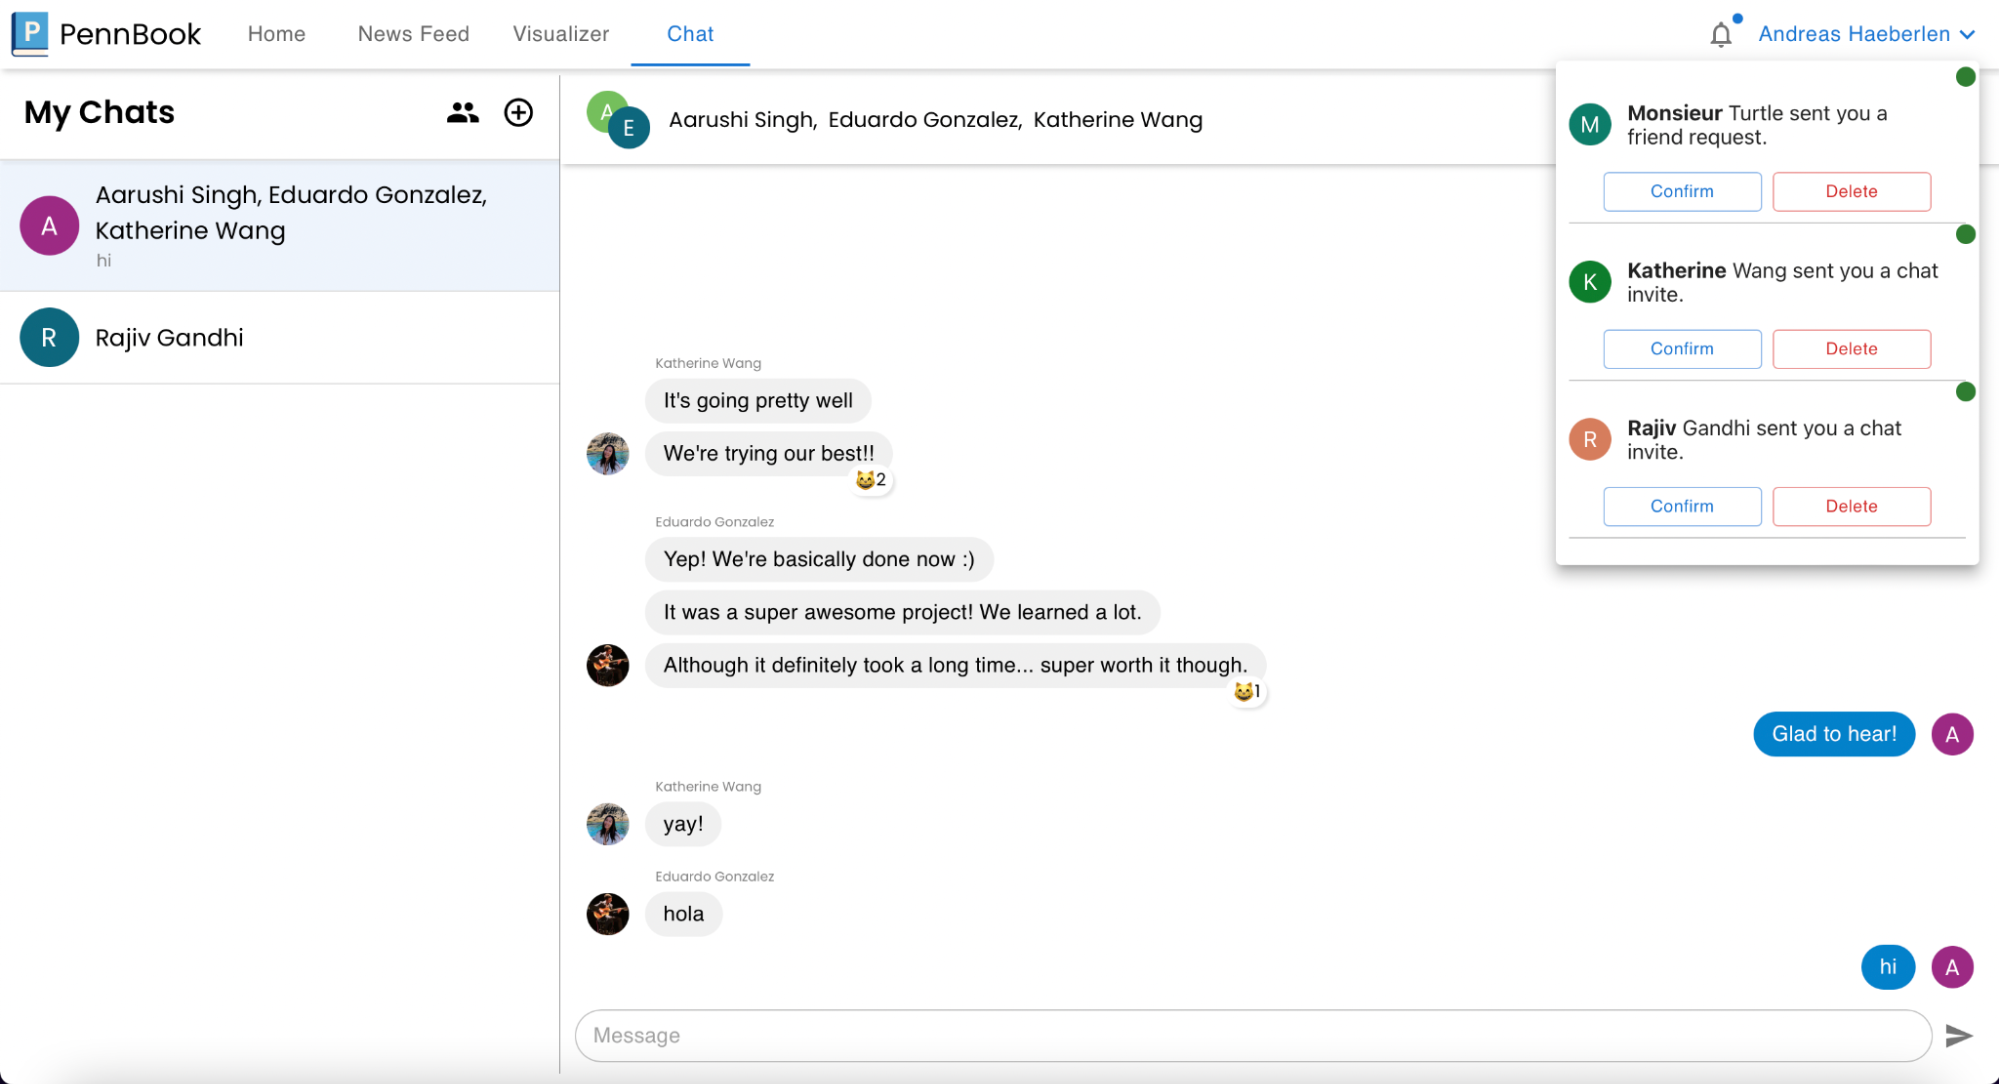 P PennBook Home News Feed Visualizer Chat Andreas Haeberlen
My Chats
A
Aarushi Singh, Eduardo Gonzalez,
Katherine Wang
hi
R Rajiv Gandhi
A
E
Aarushi Singh, Eduardo Gonzalez, Katherine Wang
Katherine Wang
It's going pretty well
We're trying our best!!
😺2
Eduardo Gonzalez
Yep! We're basically done now :)
It was a super awesome project! We learned a lot.
Although it definitely took a long time... super worth it though.
😺1
Glad to hear! A
Katherine Wang
yay!
Eduardo Gonzalez
hola
hi A
Message
M
Monsieur Turtle sent you a
friend request.
Confirm Delete
K
Katherine Wang sent you a chat
invite.
Confirm Delete
R
Rajiv Gandhi sent you a chat
invite.
Confirm Delete